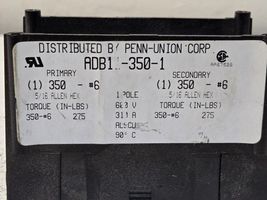 DISTRIBUTED BY PENN-UNION CORP.
ADB1 -350-1
PRIMARY
SECONDARY
(1) 350 - #6
(1) 350 - #6
5/16 ALLEN HEX
5/16 ALLEN HEX
TORQUE (IN-LBS)
TORQUE (IN-LBS)
350-#6 275
350-#6 275
1 POLE
600 V
310 A
AL/CU
90° C